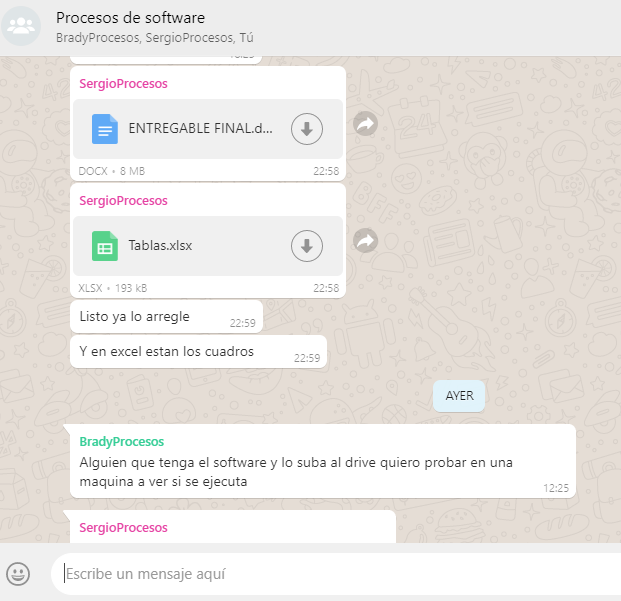 Procesos de software
BradyProcesos, SergioProcesos, Tú
SergioProcesos
ENTREGABLE FINAL.d...
DOCX • 8 MB 22:58
SergioProcesos
Tablas.xlsx
XLSX • 193 kB 22:58
Listo ya lo arregle 22:59
Y en excel estan los cuadros 22:59
AYER
BradyProcesos
Alguien que tenga el software y lo suba al drive quiero probar en una
maquina a ver si se ejecuta 12:25
SergioProcesos
Escribe un mensaje aquí